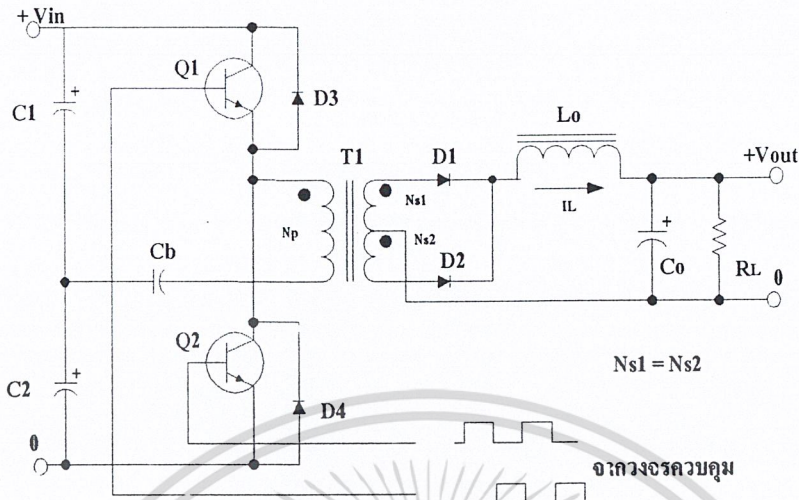 +Vin
Q1
C1
+
D3
T1
D1
Lo
+Vout
IL
Np
Ns1
Ns2
Cb
D2
+
Co
RL
0
Q2
Ns1 = Ns2
C2
+
D4
0
จากวงจรควบคุม